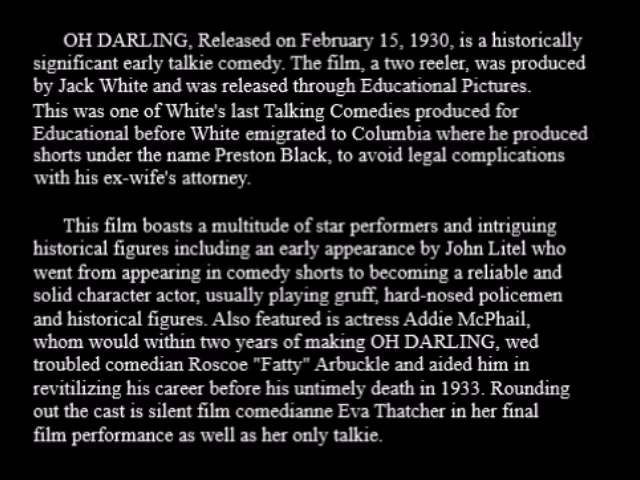 OH DARLING, Released on February 15, 1930, is a historically
significant early talkie comedy. The film, a two reeler, was produced
by Jack White and was released through Educational Pictures.
This was one of White's last Talking Comedies produced for
Educational before White emigrated to Columbia where he produced
shorts under the name Preston Black, to avoid legal complications
with his ex-wife's attorney.
This film boasts a multitude of star performers and intriguing
historical figures including an early appearance by John Litel who
went from appearing in comedy shorts to becoming a reliable and
solid character actor, usually playing gruff, hard-nosed policemen
and historical figures. Also featured is actress Addie McPhail,
whom would within two years of making OH DARLING, wed
troubled comedian Roscoe "Fatty" Arbuckle and aided him in
revitilizing his career before his untimely death in 1933. Rounding
out the cast is silent film comedianne Eva Thatcher in her final
film performance as well as her only talkie.